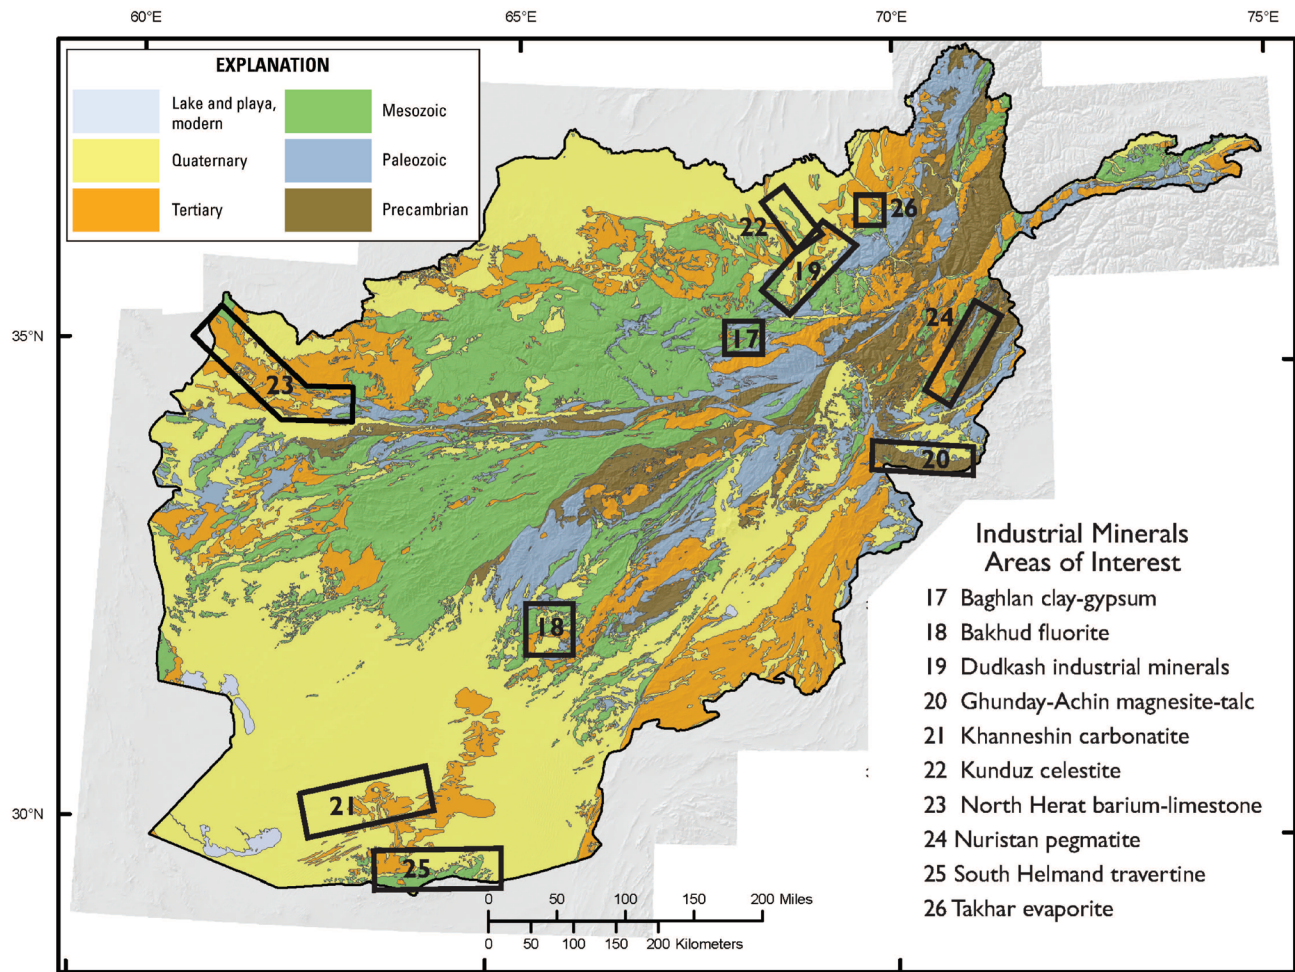 60°E 65°E 70°E 75°E
EXPLANATION
Lake and playa,
modern
Mesozoic
Quaternary
Paleozoic
Tertiary
Precambrian
35°N
30°N
22
26
19
24
17
23
20
18
21
25
Industrial Minerals
Areas of Interest
17 Baghlan clay-gypsum
18 Bakhud fluorite
19 Dudkash industrial minerals
20 Ghunday-Achin magnesite-talc
21 Khanneshin carbonatite
22 Kunduz celestite
23 North Herat barium-limestone
24 Nuristan pegmatite
25 South Helmand travertine
26 Takhar evaporite
0 50 100 150 200 Miles
0 50 100 150 200 Kilometers